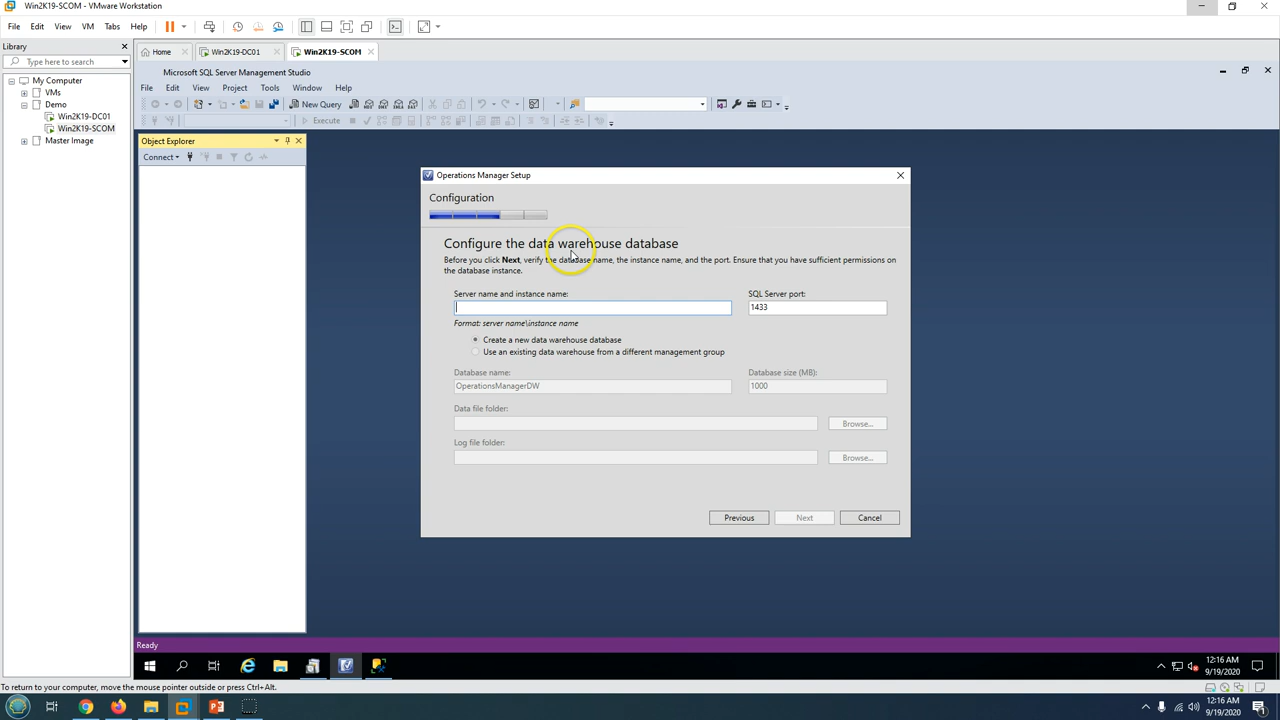 Win2K19-SCOM - VMware Workstation
File Edit View VM Tabs Help
Library
Type here to search
My Computer
VMs
Demo
Win2K19-DC01
Win2K19-SCOM
Master Image
Home Win2K19-DC01 Win2K19-SCOM
Microsoft SQL Server Management Studio
File Edit View Project Tools Window Help
New Query
Execute
Object Explorer
Connect
Operations Manager Setup
Configuration
Configure the data warehouse database
Before you click Next, verify the database name, the instance name, and the port. Ensure that you have sufficient permissions on
the database instance.
Server name and instance name: SQL Server port:
1433
Format: server name\instance name
Create a new data warehouse database
Use an existing data warehouse from a different management group
Database name: Database size (MB):
OperationsManagerDW 1000
Data file folder:
Browse...
Log file folder:
Browse...
Previous Next Cancel
Ready
12:16 AM
9/19/2020
To return to your computer, move the mouse pointer outside or press Ctrl+Alt.
12:16 AM
9/19/2020